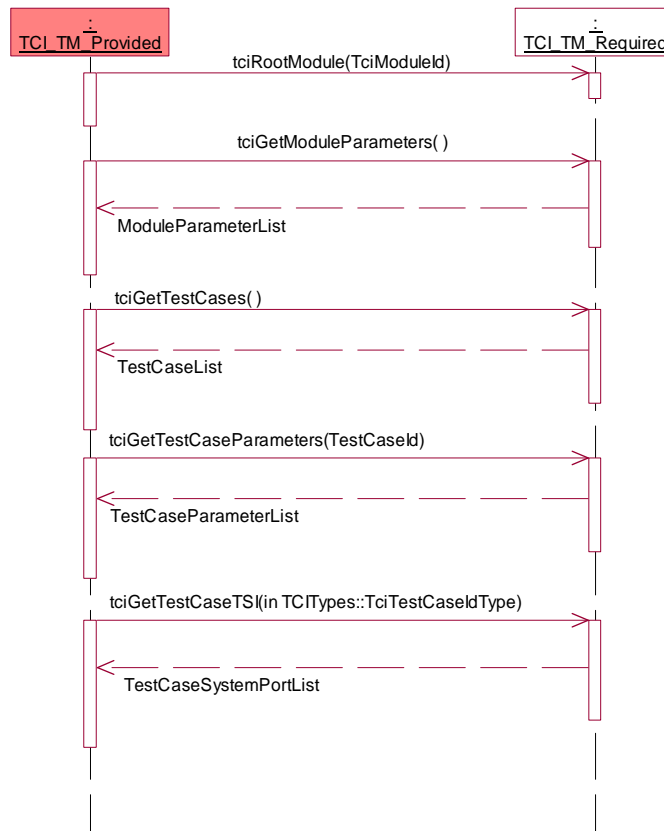 :
TCI_TM_Provided
:
TCI_TM_Required
tciRootModule(TciModuleId)
tciGetModuleParameters( )
ModuleParameterList
tciGetTestCases( )
TestCaseList
tciGetTestCaseParameters(TestCaseId)
TestCaseParameterList
tciGetTestCaseTSI(in TCITypes::TciTestCaseIdType)
TestCaseSystemPortList